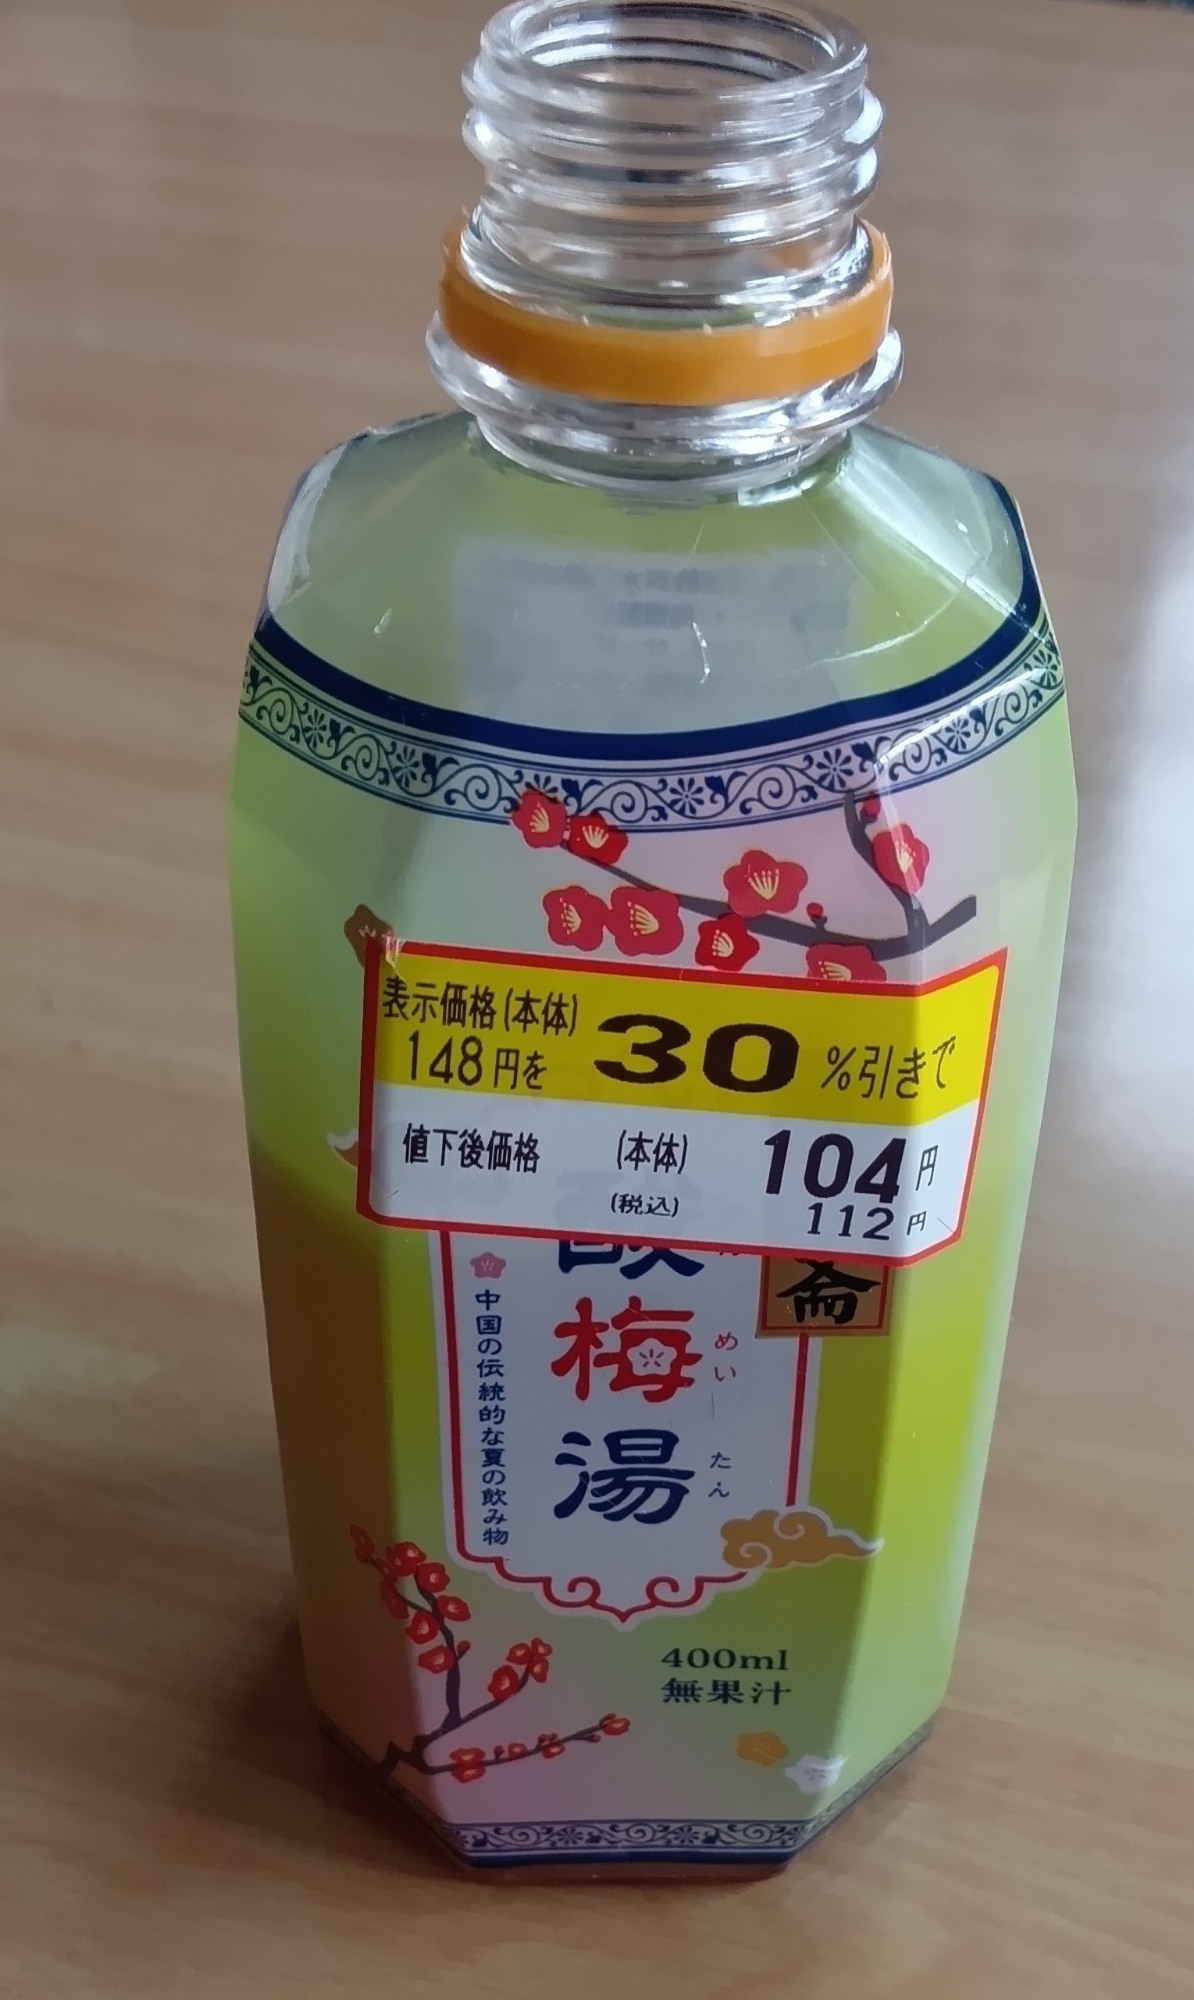 表示価格(本体)
148円を
30%引きで
値下後価格 (本体) 104円
(税込) 112円
酸梅湯
めい
たん
斋
中国の伝統的な夏の飲み物
400ml
無果汁